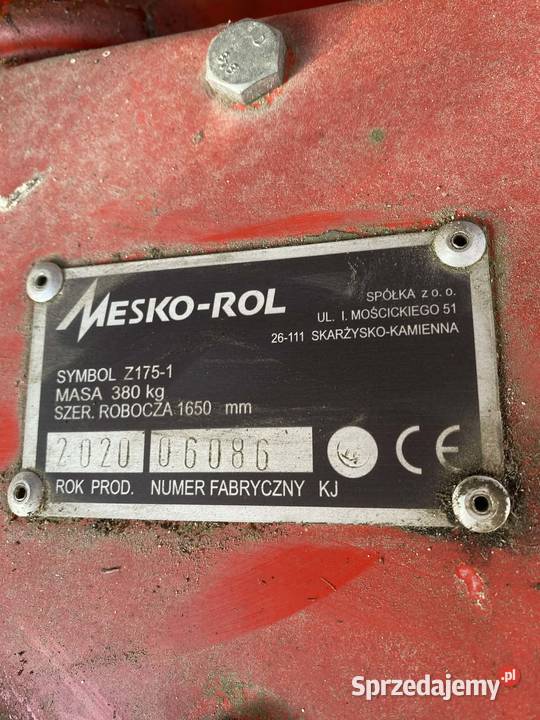 MESKO-ROL
SPÓŁKA z o. o.
UL. I. MOŚCICKIEGO 51
26-111 SKARŻYSKO-KAMIENNA
SYMBOL Z175-1
MASA 380 kg
SZER. ROBOCZA 1650 mm
2020 06086
CE
ROK PROD. NUMER FABRYCZNY KJ
Sprzedajemy.pl